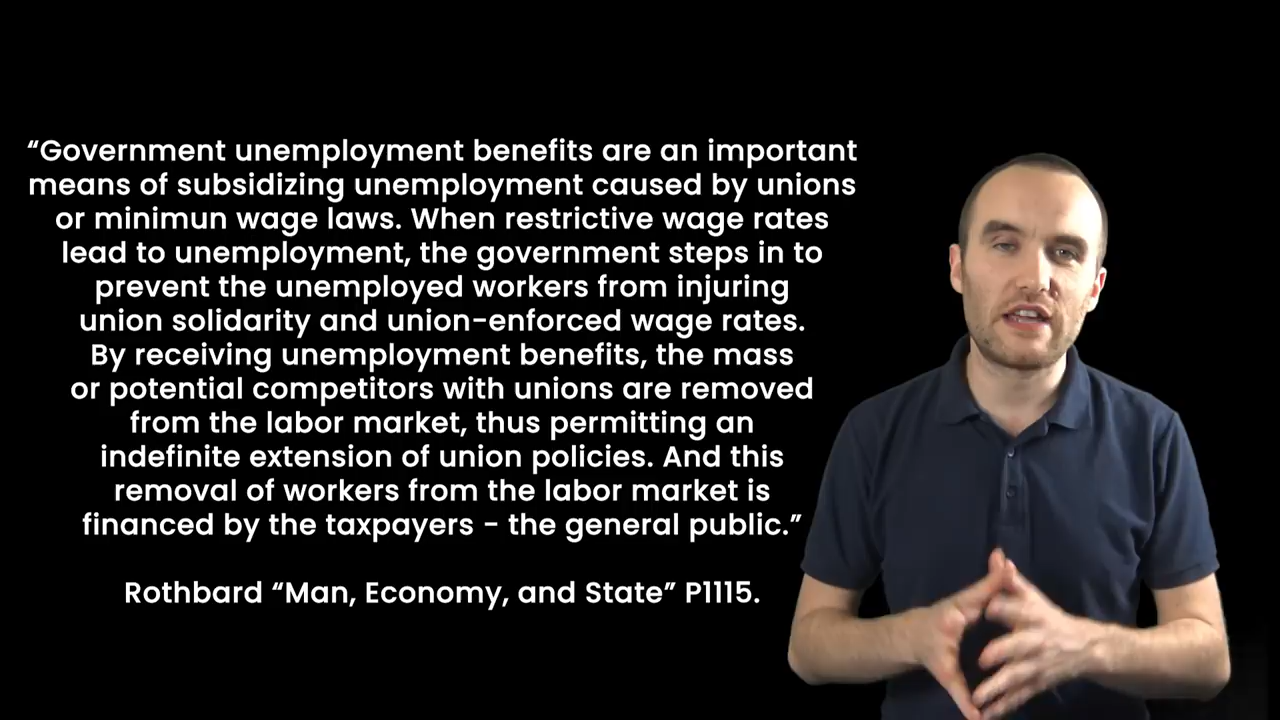 “Government unemployment benefits are an important
means of subsidizing unemployment caused by unions
or minimun wage laws. When restrictive wage rates
lead to unemployment, the government steps in to
prevent the unemployed workers from injuring
union solidarity and union-enforced wage rates.
By receiving unemployment benefits, the mass
or potential competitors with unions are removed
from the labor market, thus permitting an
indefinite extension of union policies. And this
removal of workers from the labor market is
financed by the taxpayers - the general public.”
Rothbard “Man, Economy, and State” P1115.